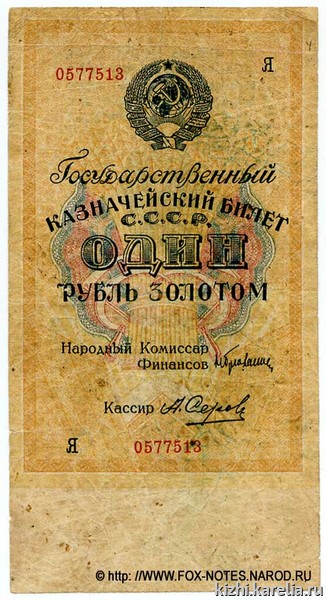 0577513 Я
Государственный
КАЗНАЧЕЙСКИЙ БИЛЕТ
С.С.С.Р.
ОДИН
РУБЛЬ ЗОЛОТОМ
Народный Комиссар
Финансов
Кассир А. Серов
Я 0577513
© http: //WWW.FOX-NOTES.NAROD.RU
kizhi.karelia.ru